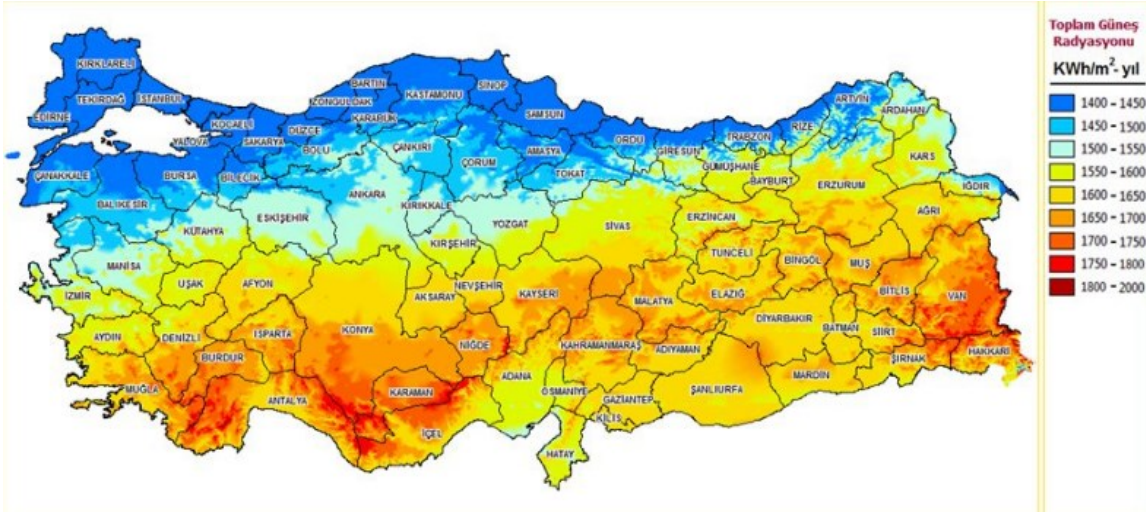 KIRKLARELİ
TEKİRDAĞ
İSTANBUL
EDİRNE
KOCAELİ
YALOVA
SAKARYA
DÜZCE
ZONGULDAK
BARTIN
KARABÜK
KASTAMONU
SİNOP
SAMSUN
ORDU
GİRESUN
TRABZON
RİZE
ARTVİN
ARDAHAN
ÇANAKKALE
BURSA
BİLECİK
BOLU
ÇANKIRI
ÇORUM
AMASYA
TOKAT
GÜMÜŞHANE
BAYBURT
ERZURUM
KARS
IĞDIR
BALIKESİR
KÜTAHYA
ESKİŞEHİR
ANKARA
KIRIKKALE
YOZGAT
SİVAS
ERZİNCAN
AĞRI
KIRŞEHİR
TUNCELİ
BİNGÖL
MUŞ
MANİSA
UŞAK
AFYON
AKSARAY
NEVŞEHİR
KAYSERİ
MALATYA
ELAZIĞ
BİTLİS
VAN
İZMİR
AYDIN
DENİZLİ
ISPARTA
KONYA
NİĞDE
KAHRAMANMARAŞ
ADIYAMAN
DİYARBAKIR
BATMAN
SİİRT
ŞIRNAK
HAKKARİ
BURDUR
MUĞLA
ANTALYA
KARAMAN
ADANA
OSMANİYE
GAZİANTEP
ŞANLIURFA
MARDİN
KİLİS
İÇEL
HATAY
Toplam Güneş
Radyasyonu
KWh/m²- yıl
1400 - 1450
1450 - 1500
1500 - 1550
1550 - 1600
1600 - 1650
1650 - 1700
1700 - 1750
1750 - 1800
1800 - 2000